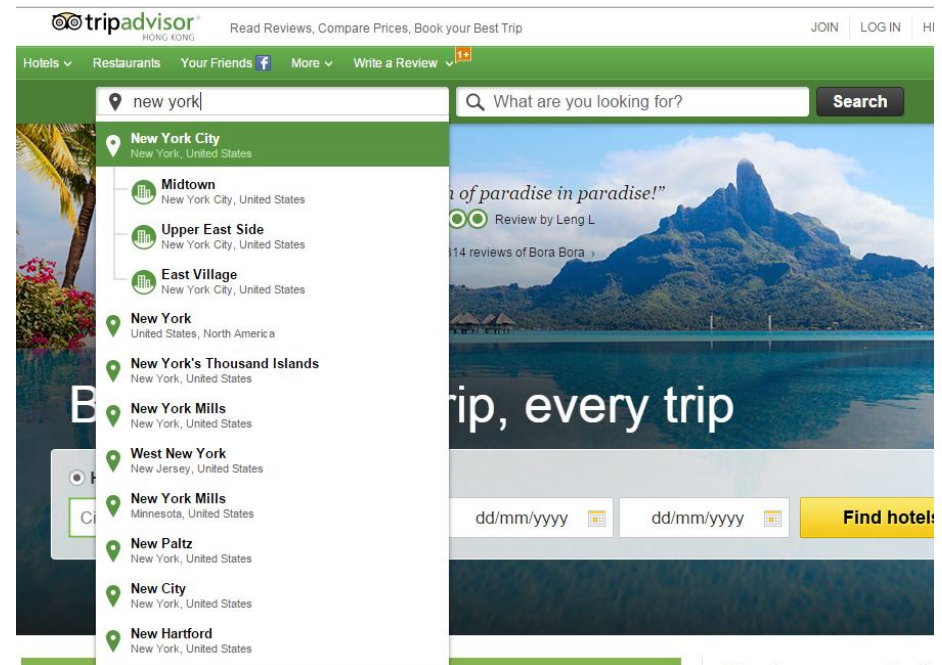 tripadvisor®
HONG KONG
Read Reviews, Compare Prices, Book your Best Trip
JOIN LOG IN
Hotels Restaurants Your Friends f More Write a Review 1+
new york
What are you looking for?
Search
New York City
New York, United States
Midtown
New York City, United States
Upper East Side
New York City, United States
East Village
New York City, United States
New York
United States, North America
New York's Thousand Islands
New York, United States
New York Mills
New York, United States
West New York
New Jersey, United States
New York Mills
Minnesota, United States
New Paltz
New York, United States
New City
New York, United States
New Hartford
New York, United States
of paradise in paradise!”
Review by Leng L
314 reviews of Bora Bora ›
B rip, every trip
H
Ci dd/mm/yyyy dd/mm/yyyy Find hotels